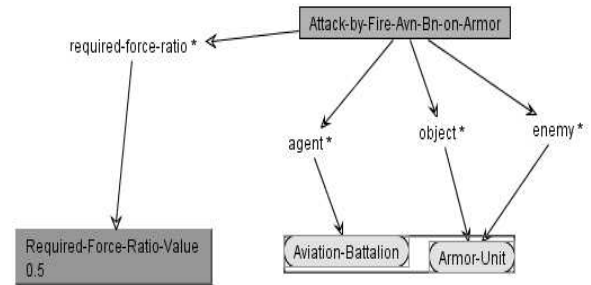 Attack-by-Fire-Avn-Bn-on-Armor
required-force-ratio *
agent *
object *
enemy *
Required-Force-Ratio-Value
0.5
Aviation-Battalion
Armor-Unit